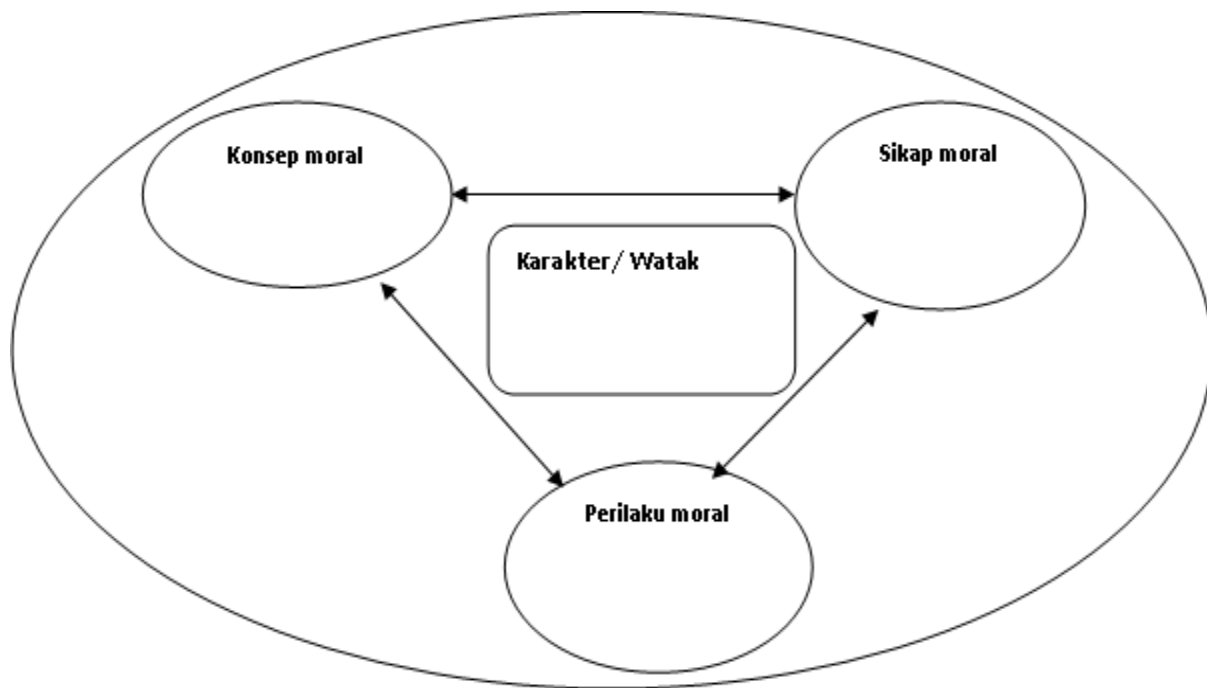 Konsep moral
Sikap moral
Karakter/ Watak
Perilaku moral